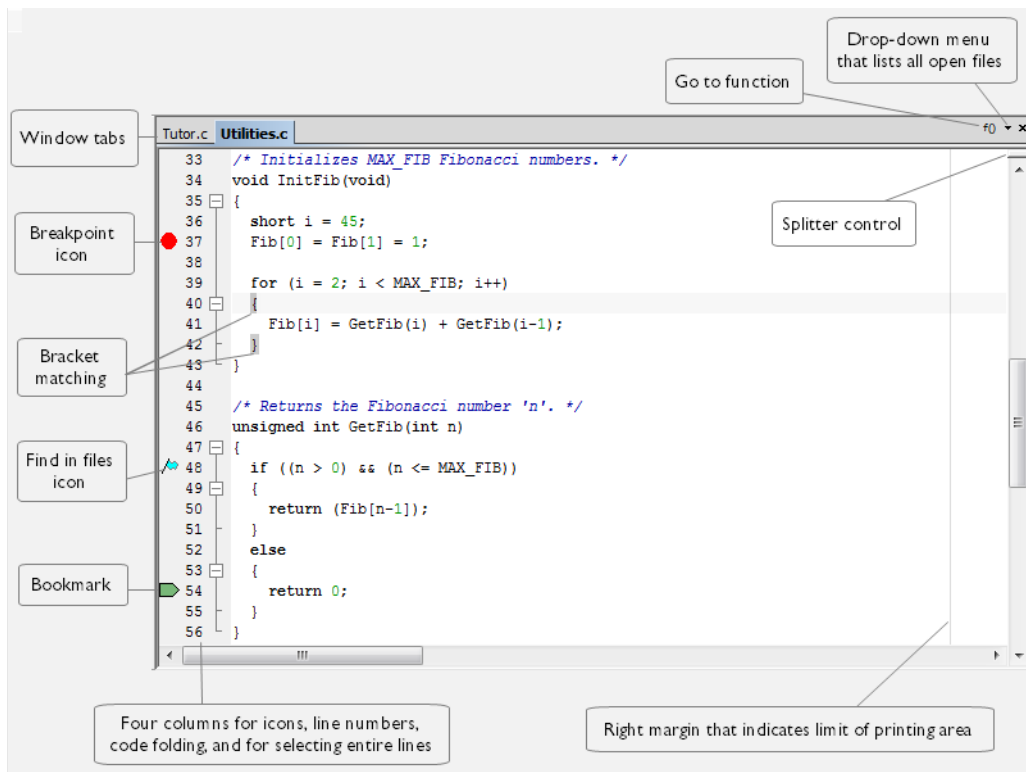 Drop-down menu
that lists all open files
Go to function
Window tabs
Tutor.c Utilities.c
f()
33 /* Initializes MAX_FIB Fibonacci numbers. */
34 void InitFib(void)
35 {
36 short i = 45;
37 Fib[0] = Fib[1] = 1;
38
39 for (i = 2; i < MAX_FIB; i++)
40 {
41 Fib[i] = GetFib(i) + GetFib(i-1);
42 }
43 }
44
45 /* Returns the Fibonacci number 'n'. */
46 unsigned int GetFib(int n)
47 {
48 if ((n > 0) && (n <= MAX_FIB))
49 {
50 return (Fib[n-1]);
51 }
52 else
53 {
54 return 0;
55 }
56 }
Splitter control
Breakpoint
icon
Bracket
matching
Find in files
icon
Bookmark
Four columns for icons, line numbers,
code folding, and for selecting entire lines
Right margin that indicates limit of printing area